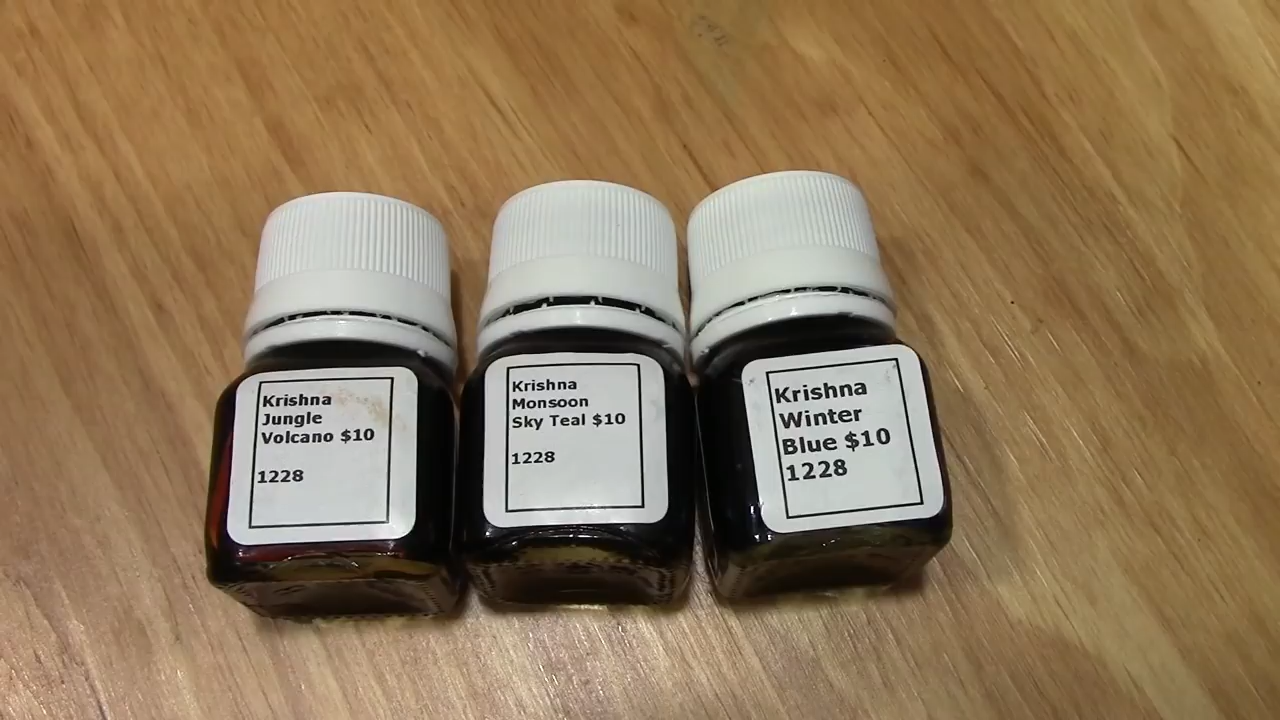 Krishna
Jungle
Volcano $10
1228
Krishna
Monsoon
Sky Teal $10
1228
Krishna
Winter
Blue $10
1228